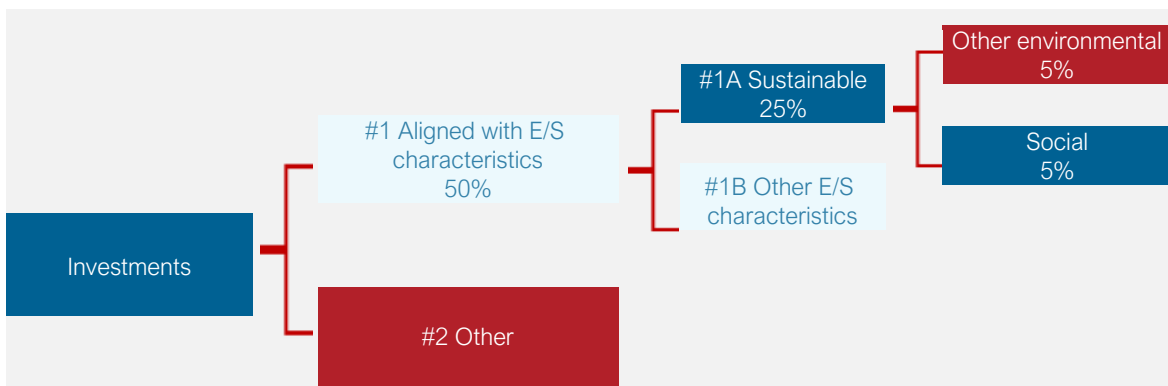 Investments
#1 Aligned with E/S
characteristics
50%
#2 Other
#1A Sustainable
25%
#1B Other E/S
characteristics
Other environmental
5%
Social
5%